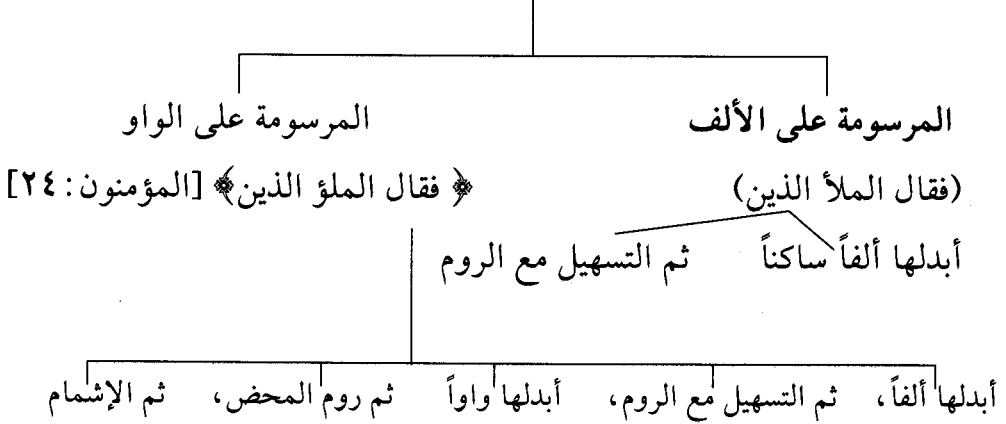 المرسومة على الألف
المرسومة على الواو
(فقال الملأ الذين)
﴿ فقال الملؤ الذين﴾ [المؤمنون: ٢٤]
أبدلها ألفاً ساكناً
ثم التسهيل مع الروم
أبدلها ألفاً، ثم التسهيل مع الروم، أبدلها واواً ثم روم المحض، ثم الإشمام